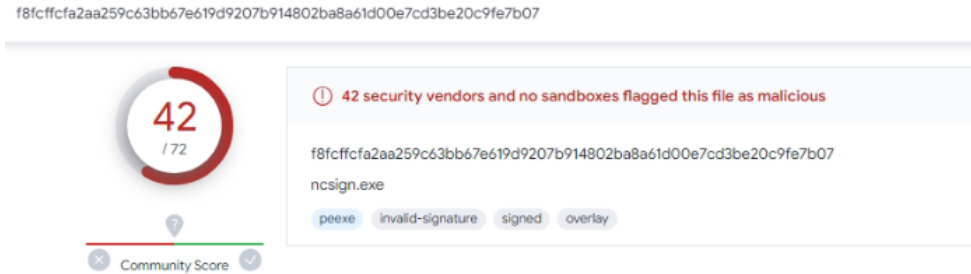 f8fcffcfa2aa259c63bb67e619d9207b914802ba8a61d00e7cd3be20c9fe7b07
42
/ 72
?
Community Score
42 security vendors and no sandboxes flagged this file as malicious
f8fcffcfa2aa259c63bb67e619d9207b914802ba8a61d00e7cd3be20c9fe7b07
ncsign.exe
peexe invalid-signature signed overlay